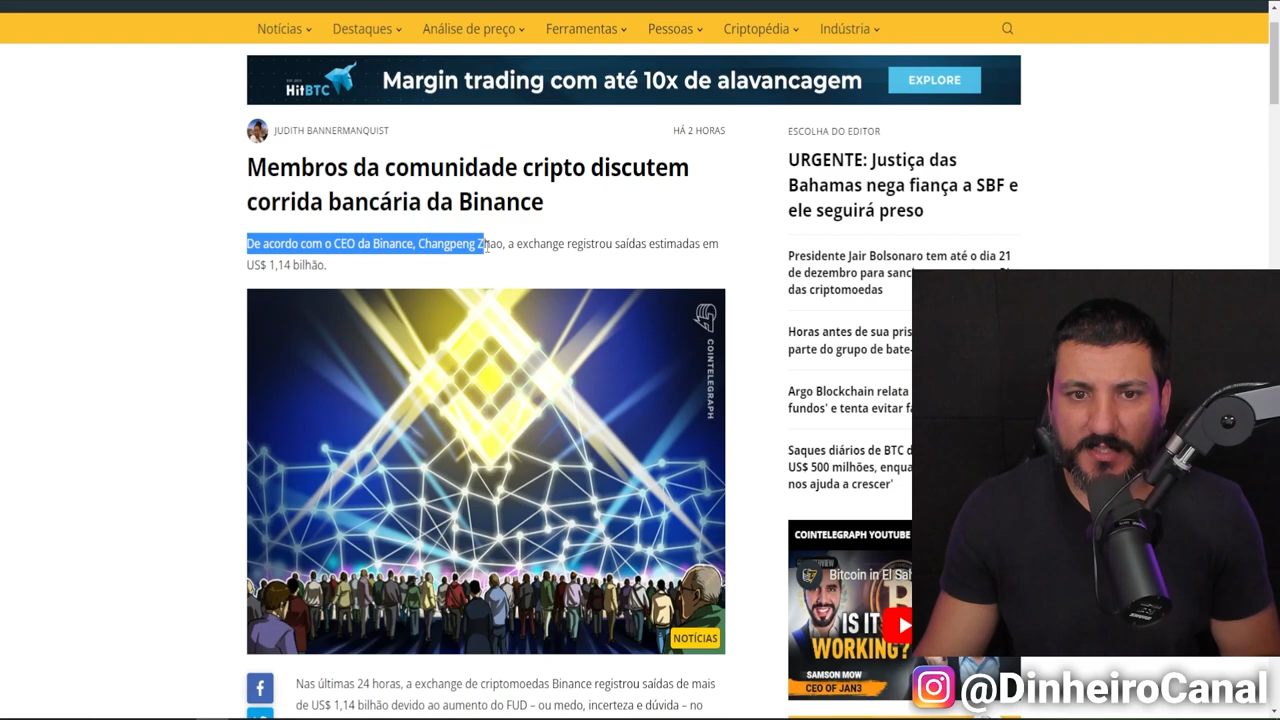 Notícias
Destaques
Análise de preço
Ferramentas
Pessoas
Criptopédia
Indústria
HitBTC
Margin trading com até 10x de alavancagem
EXPLORE
JUDITH BANNERMANQUIST
HÁ 2 HORAS
Membros da comunidade cripto discutem
corrida bancária da Binance
De acordo com o CEO da Binance, Changpeng Zhao, a exchange registrou saídas estimadas em
US$ 1,14 bilhão.
COINTELEGRAPH
NOTÍCIAS
Nas últimas 24 horas, a exchange de criptomoedas Binance registrou saídas de mais
de US$ 1,14 bilhão devido ao aumento do FUD – ou medo, incerteza e dúvida – no
ESCOLHA DO EDITOR
URGENTE: Justiça das
Bahamas nega fiança a SBF e
ele seguirá preso
Presidente Jair Bolsonaro tem até o dia 21
de dezembro para
das criptomoedas
Horas antes de sua
parte do grupo de
Argo Blockchain relata
fundos' e tenta evitar
Saques diários de BTC
US$ 500 milhões,
nos ajuda a crescer'
COINTELEGRAPH YOUTUBE
Bitcoin in El
IS IT
WORKING?
SAMSON MOW
CEO OF JAN3
@DinheiroCanal